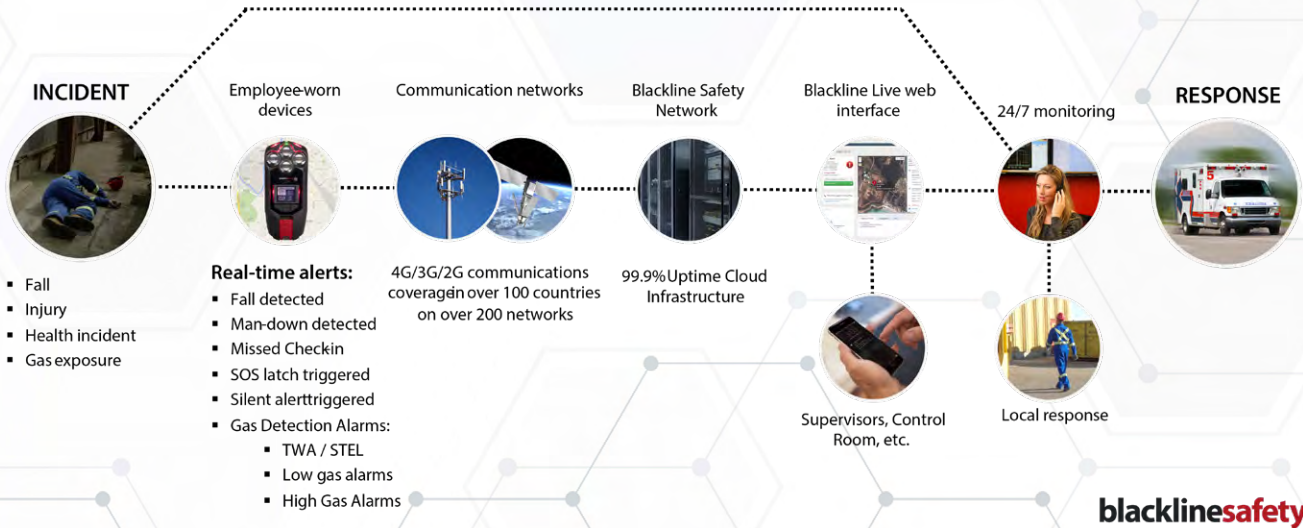 INCIDENT
Fall
Injury
Health incident
Gas exposure
Employee-worn
devices
Real-time alerts:
Fall detected
Man-down detected
Missed Checkin
SOS latch triggered
Silent alerttriggered
Gas Detection Alarms:
TWA / STEL
Low gas alarms
High Gas Alarms
Communication networks
4G/3G/2G communications
coveragein over 100 countries
on over 200 networks
Blackline Safety
Network
99.9%Uptime Cloud
Infrastructure
Blackline Live web
interface
Supervisors, Control
Room, etc.
24/7 monitoring
Local response
RESPONSE
5
blacklinesafety